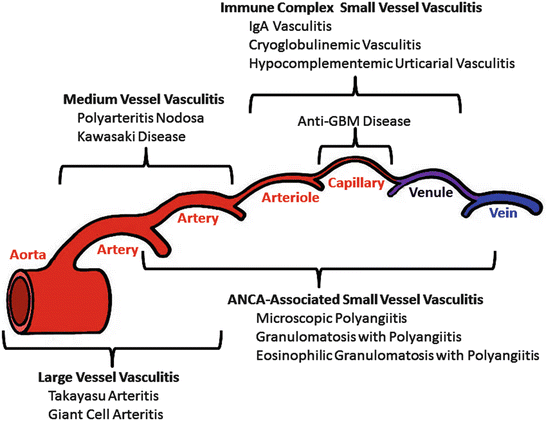 Immune Complex Small Vessel Vasculitis
IgA Vasculitis
Cryoglobulinemic Vasculitis
Hypocomplementemic Urticarial Vasculitis
Medium Vessel Vasculitis
Polyarteritis Nodosa
Kawasaki Disease
Anti-GBM Disease
Capillary
Arteriole
Venule
Artery
Vein
Artery
Aorta
ANCA-Associated Small Vessel Vasculitis
Microscopic Polyangiitis
Granulomatosis with Polyangiitis
Eosinophilic Granulomatosis with Polyangiitis
Large Vessel Vasculitis
Takayasu Arteritis
Giant Cell Arteritis